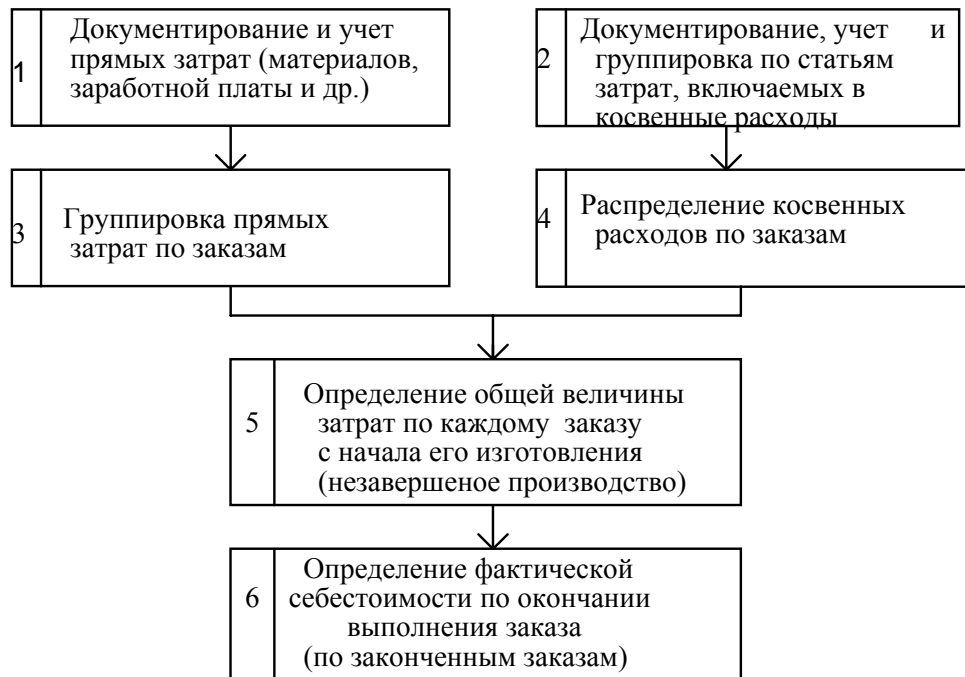 1
Документирование и учет
прямых затрат (материалов,
заработной платы и др.)
2
Документирование, учет и
группировка по статьям
затрат, включаемых в
косвенные расходы
3
Группировка прямых
затрат по заказам
4
Распределение косвенных
расходов по заказам
5
Определение общей величины
затрат по каждому заказу
с начала его изготовления
(незавершеное производство)
6
Определение фактической
себестоимости по окончании
выполнения заказа
(по законченным заказам)